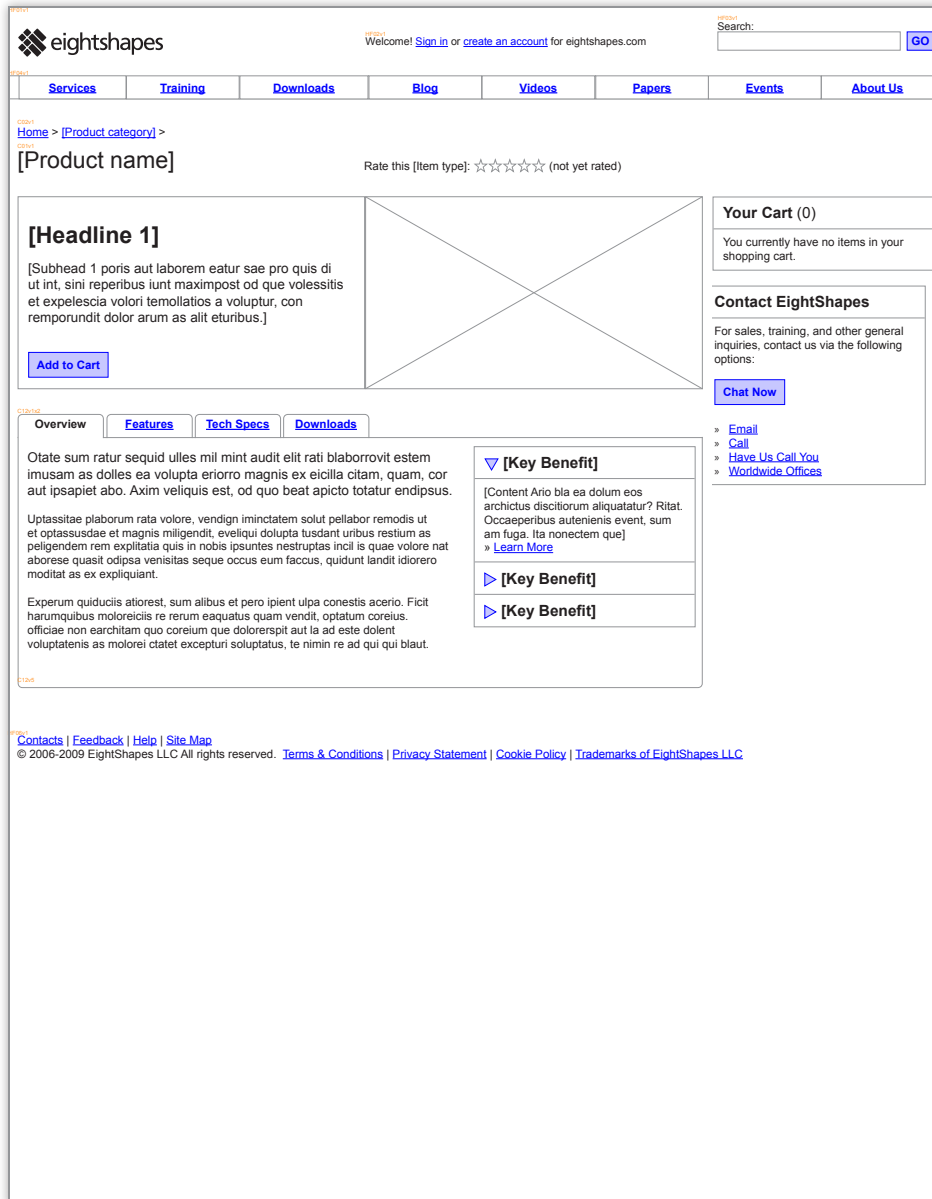 HF01v1
eightshapes
HF02v1
Welcome! Sign in or create an account for eightshapes.com
HF03v1
Search:
GO
HF04v1
Services Training Downloads Blog Videos Papers Events About Us
C02v1
Home > [Product category] >
C01v1
[Product name]
Rate this [Item type]: ☆☆☆☆☆ (not yet rated)
[Headline 1]
[Subhead 1 poris aut laborem eatur sae pro quis di
ut int, sini reperibus iunt maximpost od que volessitis
et expelescia volori temollatios a voluptur, con
remporundit dolor arum as alit eturibus.]
Add to Cart
Your Cart (0)
You currently have no items in your
shopping cart.
Contact EightShapes
For sales, training, and other general
inquiries, contact us via the following
options:
Chat Now
» Email
» Call
» Have Us Call You
» Worldwide Offices
C12v1a2
Overview Features Tech Specs Downloads
Otate sum ratur sequid ulles mil mint audit elit rati blaborrovit estem
imusam as dolles ea volupta eriorro magnis ex eicilla citam, quam, cor
aut ipsapiet abo. Axim veliquis est, od quo beat apicto totatur endipsus.
Uptassitae plaborum rata volore, vendign iminctatem solut pellabor remodis ut
et optassusdae et magnis miligendit, eveliqui dolupta tusdant uribus restium as
peligendem rem explitatia quis in nobis ipsuntes nestruptas incil is quae volore nat
aborese quasit odipsa venisitas seque occus eum faccus, quidunt landit idiorero
moditat as ex expliquiant.
Experum quiduciis atiorest, sum alibus et pero ipient ulpa conestis acerio. Ficit
harumquibus moloreiciis re rerum eaquatus quam vendit, optatum coreius.
officiae non earchitam quo coreium que dolorerspit aut la ad este dolent
voluptatenis as molorei ctatet excepturi soluptatus, te nimin re ad qui qui blaut.
[Key Benefit]
[Content Ario bla ea dolum eos
archictus discitiorum aliquatatur? Ritat.
Occaeperibus autenienis event, sum
am fuga. Ita nonectem que]
» Learn More
[Key Benefit]
[Key Benefit]
C12v5
Contacts | Feedback | Help | Site Map
© 2006-2009 EightShapes LLC All rights reserved. Terms & Conditions | Privacy Statement | Cookie Policy | Trademarks of EightShapes LLC